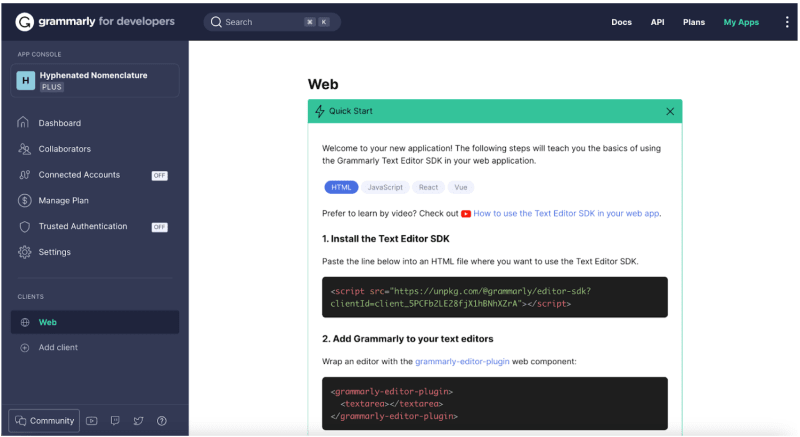 grammarly for developers
Search
⌘ K
Docs
API
Plans
My Apps
APP CONSOLE
H
Hyphenated Nomenclature
PLUS
Dashboard
Collaborators
Connected Accounts OFF
Manage Plan
Trusted Authentication OFF
Settings
CLIENTS
Web
Add client
Community
Web
Quick Start
Welcome to your new application! The following steps will teach you the basics of using
the Grammarly Text Editor SDK in your web application.
HTML JavaScript React Vue
Prefer to learn by video? Check out How to use the Text Editor SDK in your web app.
1. Install the Text Editor SDK
Paste the line below into an HTML file where you want to use the Text Editor SDK.
<script src="https://unpkg.com/@grammarly/editor-sdk?
clientId=client_5PCFb2LEZ8fjX1hBNhXZrA"></script>
2. Add Grammarly to your text editors
Wrap an editor with the grammarly-editor-plugin web component:
<grammarly-editor-plugin>
<textarea></textarea>
</grammarly-editor-plugin>